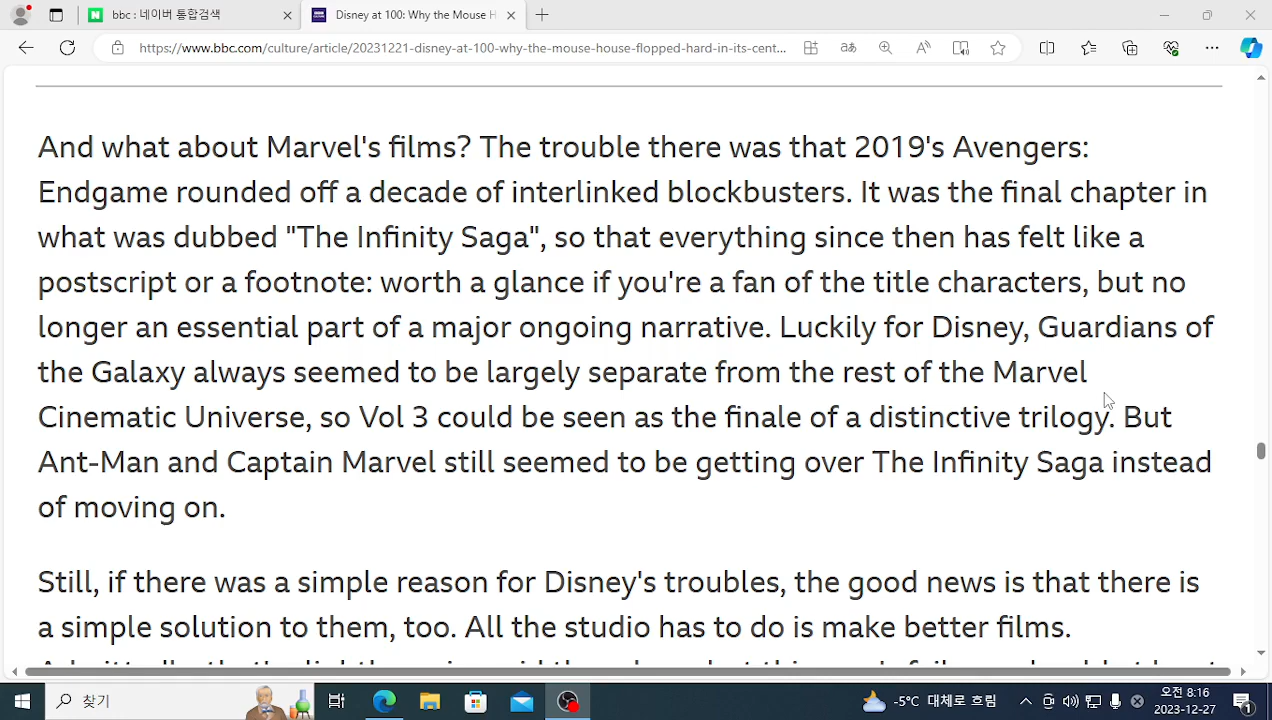 bbc : 네이버 통합검색
Disney at 100: Why the Mouse H
https://www.bbc.com/culture/article/20231221-disney-at-100-why-the-mouse-house-flopped-hard-in-its-cent...
And what about Marvel's films? The trouble there was that 2019's Avengers:
Endgame rounded off a decade of interlinked blockbusters. It was the final chapter in
what was dubbed "The Infinity Saga", so that everything since then has felt like a
postscript or a footnote: worth a glance if you're a fan of the title characters, but no
longer an essential part of a major ongoing narrative. Luckily for Disney, Guardians of
the Galaxy always seemed to be largely separate from the rest of the Marvel
Cinematic Universe, so Vol 3 could be seen as the finale of a distinctive trilogy. But
Ant-Man and Captain Marvel still seemed to be getting over The Infinity Saga instead
of moving on.
Still, if there was a simple reason for Disney's troubles, the good news is that there is
a simple solution to them, too. All the studio has to do is make better films.
찾기
-5°C 대체로 흐림
오전 8:16
2023-12-27
1